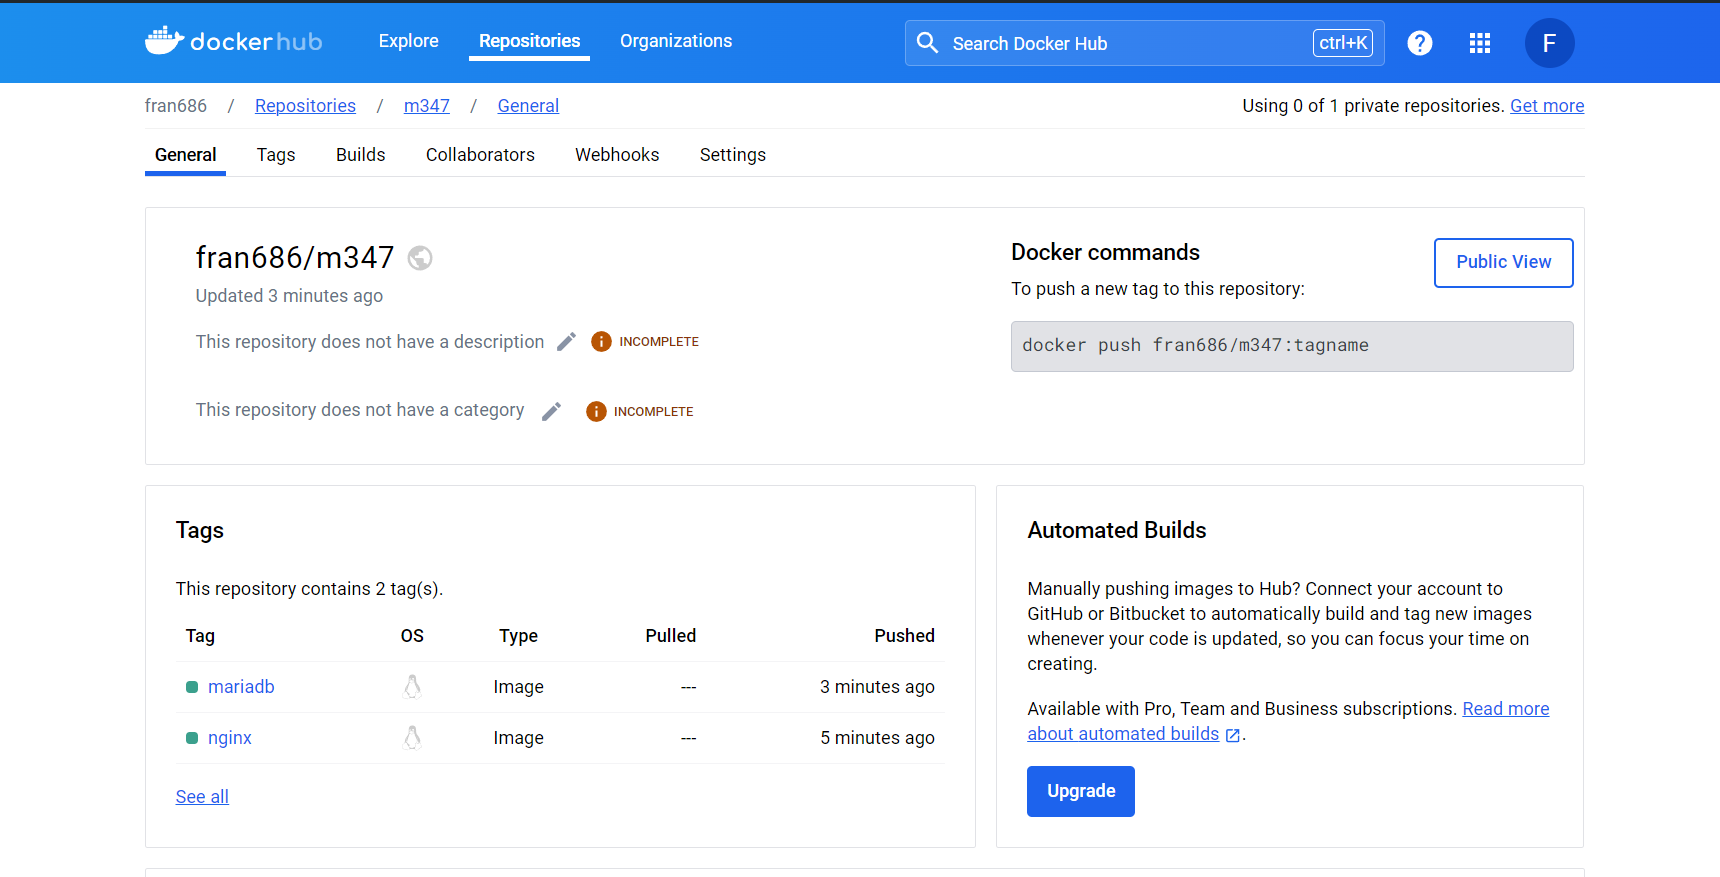 dockerhub Explore Repositories Organizations Search Docker Hub ctrl+K ? F
fran686 / Repositories / m347 / General Using 0 of 1 private repositories. Get more
General Tags Builds Collaborators Webhooks Settings
fran686/m347
Updated 3 minutes ago
This repository does not have a description INCOMPLETE
This repository does not have a category INCOMPLETE
Docker commands
Public View
To push a new tag to this repository:
docker push fran686/m347:tagname
Tags
This repository contains 2 tag(s).
Tag OS Type Pulled Pushed
mariadb Image --- 3 minutes ago
nginx Image --- 5 minutes ago
See all
Automated Builds
Manually pushing images to Hub? Connect your account to
GitHub or Bitbucket to automatically build and tag new images
whenever your code is updated, so you can focus your time on
creating.
Available with Pro, Team and Business subscriptions. Read more
about automated builds .
Upgrade